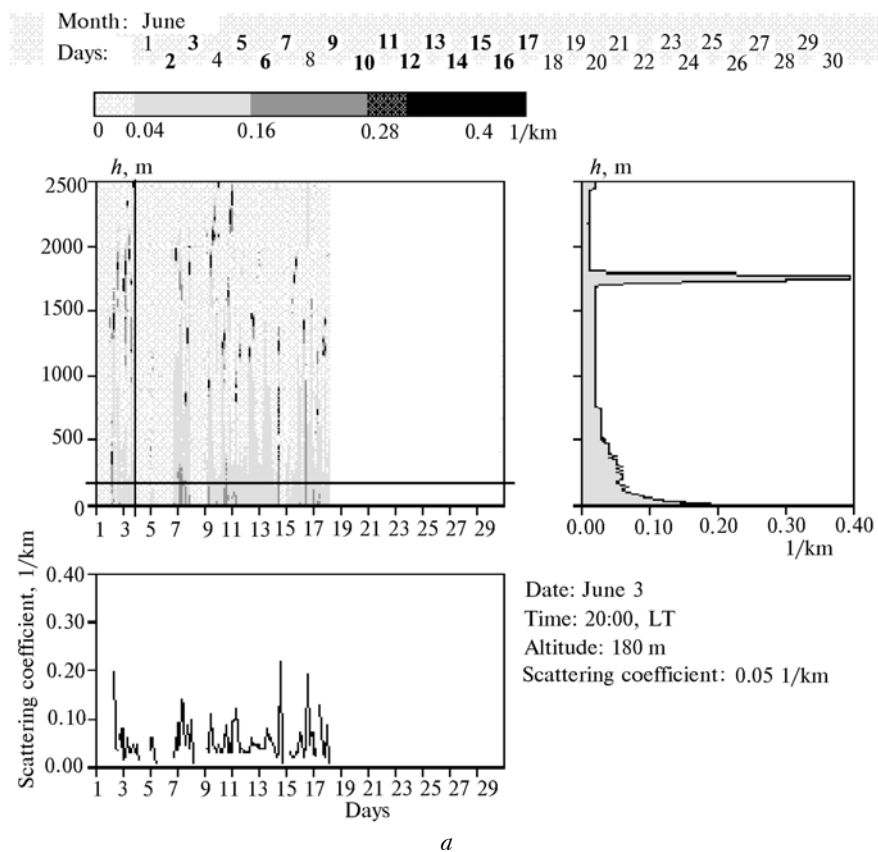 Month: June
Days: 1 2 3 4 5 6 7 8 9 10 11 12 13 14 15 16 17 18 19 20 21 22 23 24 25 26 27 28 29 30
0 0.04 0.16 0.28 0.4 1/km
h, m
2500
2000
1500
1000
500
0
1 3 5 7 9 11 13 15 17 19 21 23 25 27 29
h, m
0.00 0.10 0.20 0.30 0.40
1/km
Scattering coefficient, 1/km
0.40
0.30
0.20
0.10
0.00
1 3 5 7 9 11 13 15 17 19 21 23 25 27 29
Days
Date: June 3
Time: 20:00, LT
Altitude: 180 m
Scattering coefficient: 0.05 1/km
a